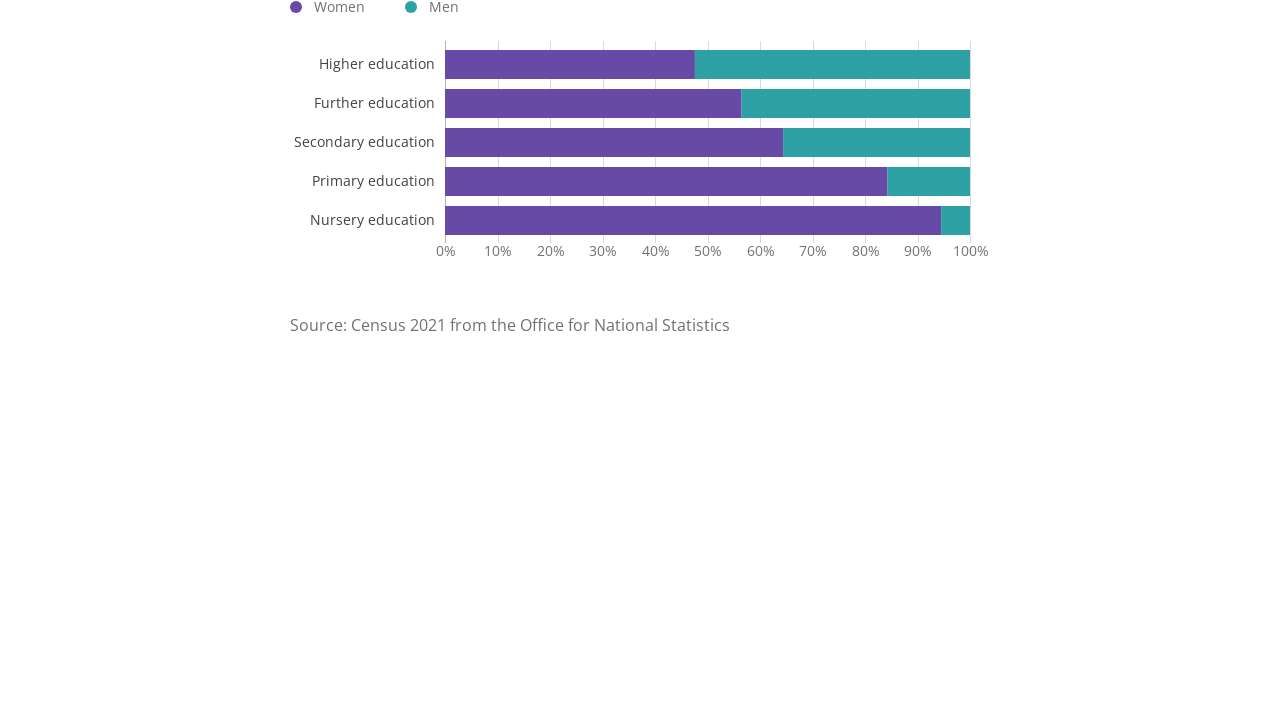 Women Men
Higher education
Further education
Secondary education
Primary education
Nursery education
0% 10% 20% 30% 40% 50% 60% 70% 80% 90% 100%
Source: Census 2021 from the Office for National Statistics